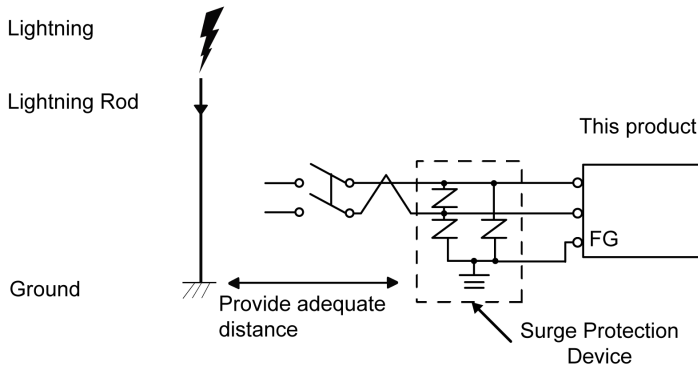 Lightning
Lightning Rod
This product
FG
Ground
Provide adequate
distance
Surge Protection
Device